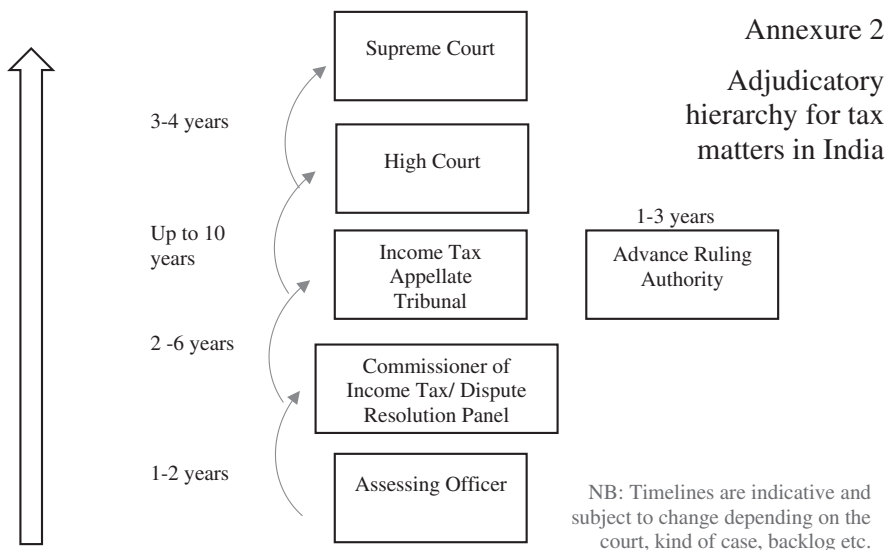 Annexure 2
Adjudicatory
hierarchy for tax
matters in India
Supreme Court
3-4 years
High Court
Up to 10
years
Income Tax
Appellate
Tribunal
1-3 years
Advance Ruling
Authority
2 -6 years
Commissioner of
Income Tax/ Dispute
Resolution Panel
1-2 years
Assessing Officer
NB: Timelines are indicative and
subject to change depending on the
court, kind of case, backlog etc.